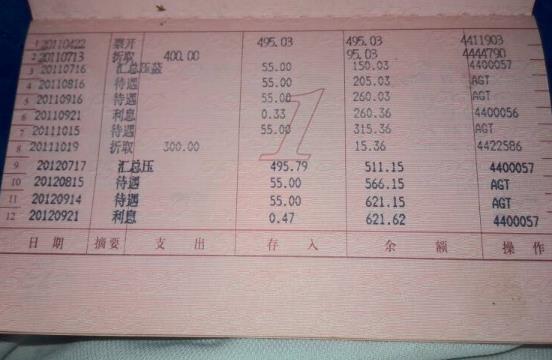 1 20110422 票开 495.03 495.03 4411903
2 20110713 折取 400.00 95.03 4444790
3 20110716 汇总压蓝 55.00 150.03 4400057
4 20110816 待遇 55.00 205.03 AGT
5 20110916 待遇 55.00 260.03 AGT
6 20110921 利息 0.33 260.36 4400056
7 20111015 待遇 55.00 315.36 AGT
8 20111019 折取 300.00 15.36 4422586
9 20120717 汇总压 495.79 511.15 4400057
10 20120815 待遇 55.00 566.15 AGT
11 20120914 待遇 55.00 621.15 AGT
12 20120921 利息 0.47 621.62 4400057
日 期 摘要 支 出 存 入 余 额 操 作
1